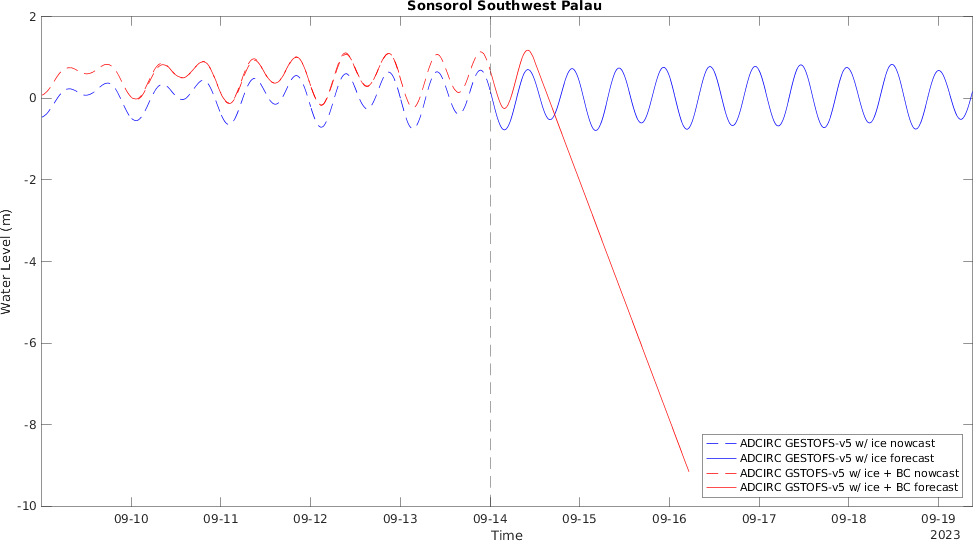 Sonsorol Southwest Palau
2
0
-2
-4
-6
-8
-10
Water Level (m)
ADCIRC GESTOFS-v5 w/ ice nowcast
ADCIRC GESTOFS-v5 w/ ice forecast
ADCIRC GSTOFS-v5 w/ ice + BC nowcast
ADCIRC GSTOFS-v5 w/ ice + BC forecast
09-10 09-11 09-12 09-13 09-14 09-15 09-16 09-17 09-18 09-19
Time
2023